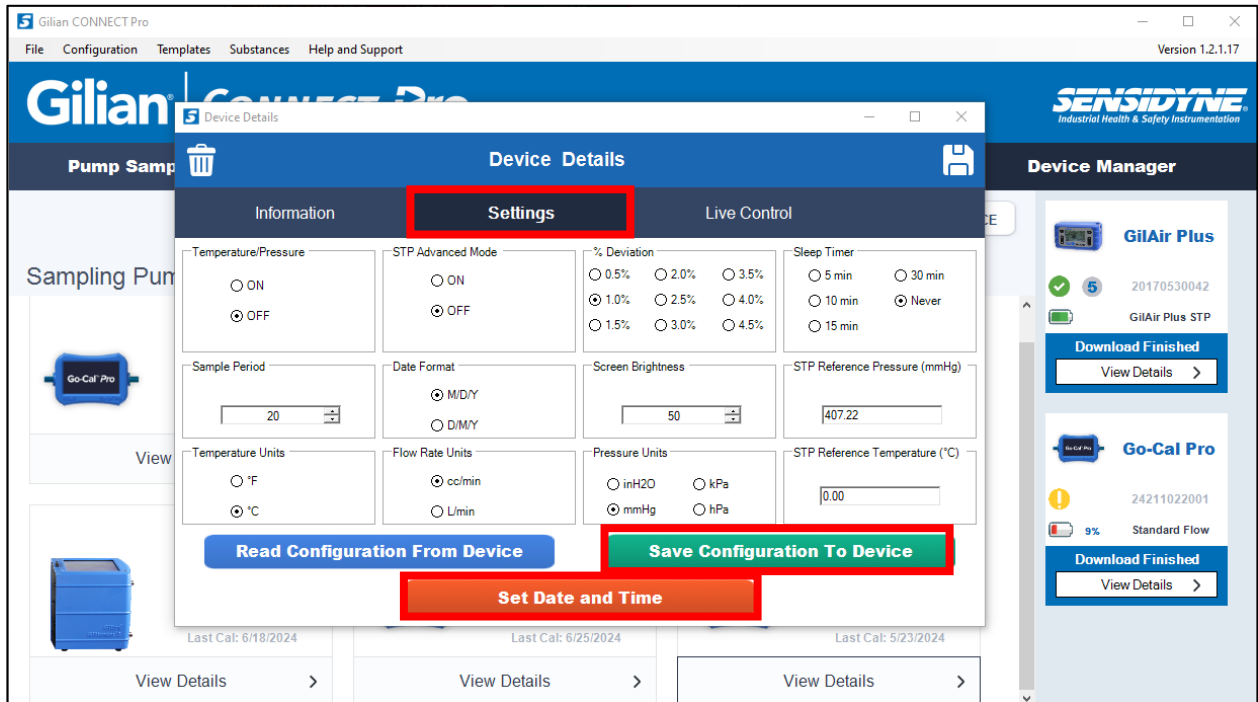 Gilian CONNECT Pro
File Configuration Templates Substances Help and Support Version 1.2.1.17
Gilian CONNECT Pro
SENSIDYNE
Industrial Health & Safety Instrumentation
Device Details
Pump Samp
Device Details
Device Manager
Information Settings Live Control
CE
Sampling Pum
Temperature/Pressure
ON
OFF
STP Advanced Mode
ON
OFF
% Deviation
0.5% 2.0% 3.5%
1.0% 2.5% 4.0%
1.5% 3.0% 4.5%
Sleep Timer
5 min 30 min
10 min Never
15 min
Sample Period
20
Date Format
M/D/Y
D/M/Y
Screen Brightness
50
STP Reference Pressure (mmHg)
407.22
Temperature Units
°F
°C
Flow Rate Units
cc/min
L/min
Pressure Units
inH2O kPa
mmHg hPa
STP Reference Temperature (°C)
0.00
Read Configuration From Device
Save Configuration To Device
Set Date and Time
Go-Cal Pro
View
Last Cal: 6/18/2024
Last Cal: 6/25/2024
Last Cal: 5/23/2024
View Details >
View Details >
View Details >
GilAir Plus
5 20170530042
GilAir Plus STP
Download Finished
View Details >
Go-Cal Pro
24211022001
9% Standard Flow
Download Finished
View Details >